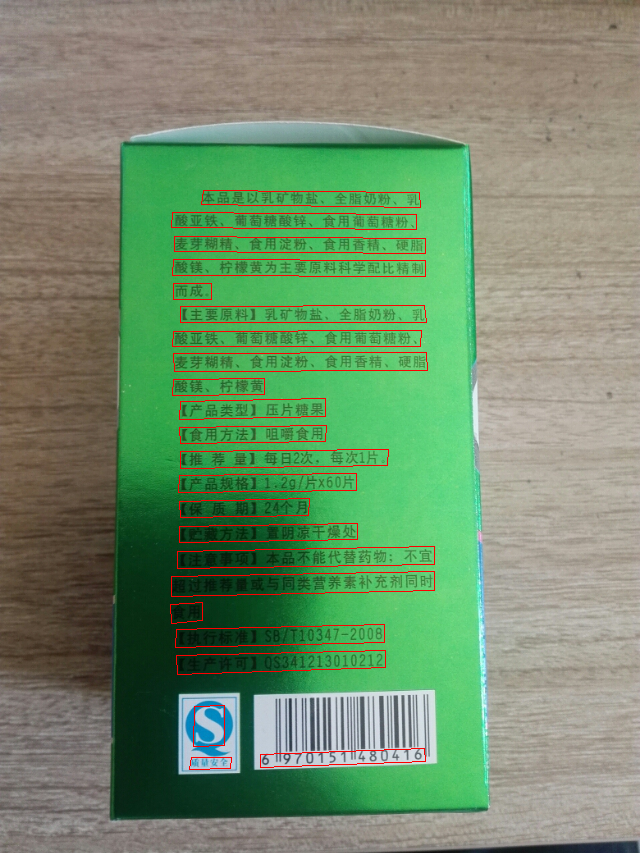 本品是以乳矿物盐、全脂奶粉、乳
酸亚铁、葡萄糖酸锌、食用葡萄糖粉、
麦芽糊精、食用淀粉、食用香精、硬脂
酸镁、柠檬黄为主要原料科学配比精制
而成。
【主要原料】乳矿物盐、全脂奶粉、乳
酸亚铁、葡萄糖酸锌、食用葡萄糖粉、
麦芽糊精、食用淀粉、食用香精、硬脂
酸镁、柠檬黄
【产品类型】压片糖果
【食用方法】咀嚼食用
【推 荐 量】每日2次，每次1片。
【产品规格】1.2g/片x60片
【保 质 期】24个月
【贮藏方法】置阴凉干燥处
【注意事项】本品不能代替药物；不宜
超过推荐量或与同类营养素补充剂同时
食用
【执行标准】SB/T10347-2008
【生产许可】QS341213010212
S
质量安全
6 970151 480416